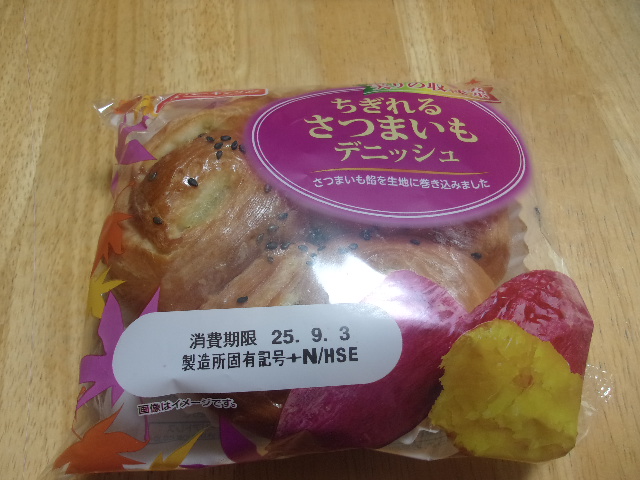 の収
ちぎれる
さつまいも
デニッシュ
さつまいも餡を生地に巻き込みました
消費期限 25. 9. 3
製造所固有記号+N/HSE
画像はイメージです。